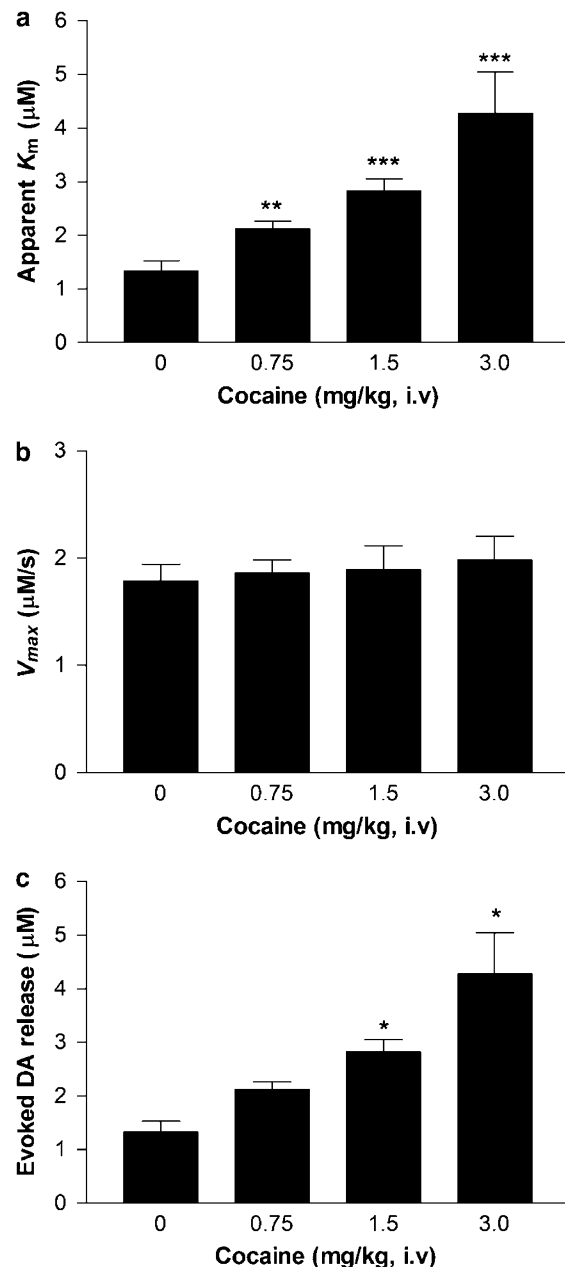 a
Apparent Km (μM)
6
5
4
3
2
1
0
**
***
***
0 0.75 1.5 3.0
Cocaine (mg/kg, i.v)
b
Vmax (μM/s)
3
2
1
0
0 0.75 1.5 3.0
Cocaine (mg/kg, i.v)
c
Evoked DA release (μM)
6
5
4
3
2
1
0
*
*
0 0.75 1.5 3.0
Cocaine (mg/kg, i.v)